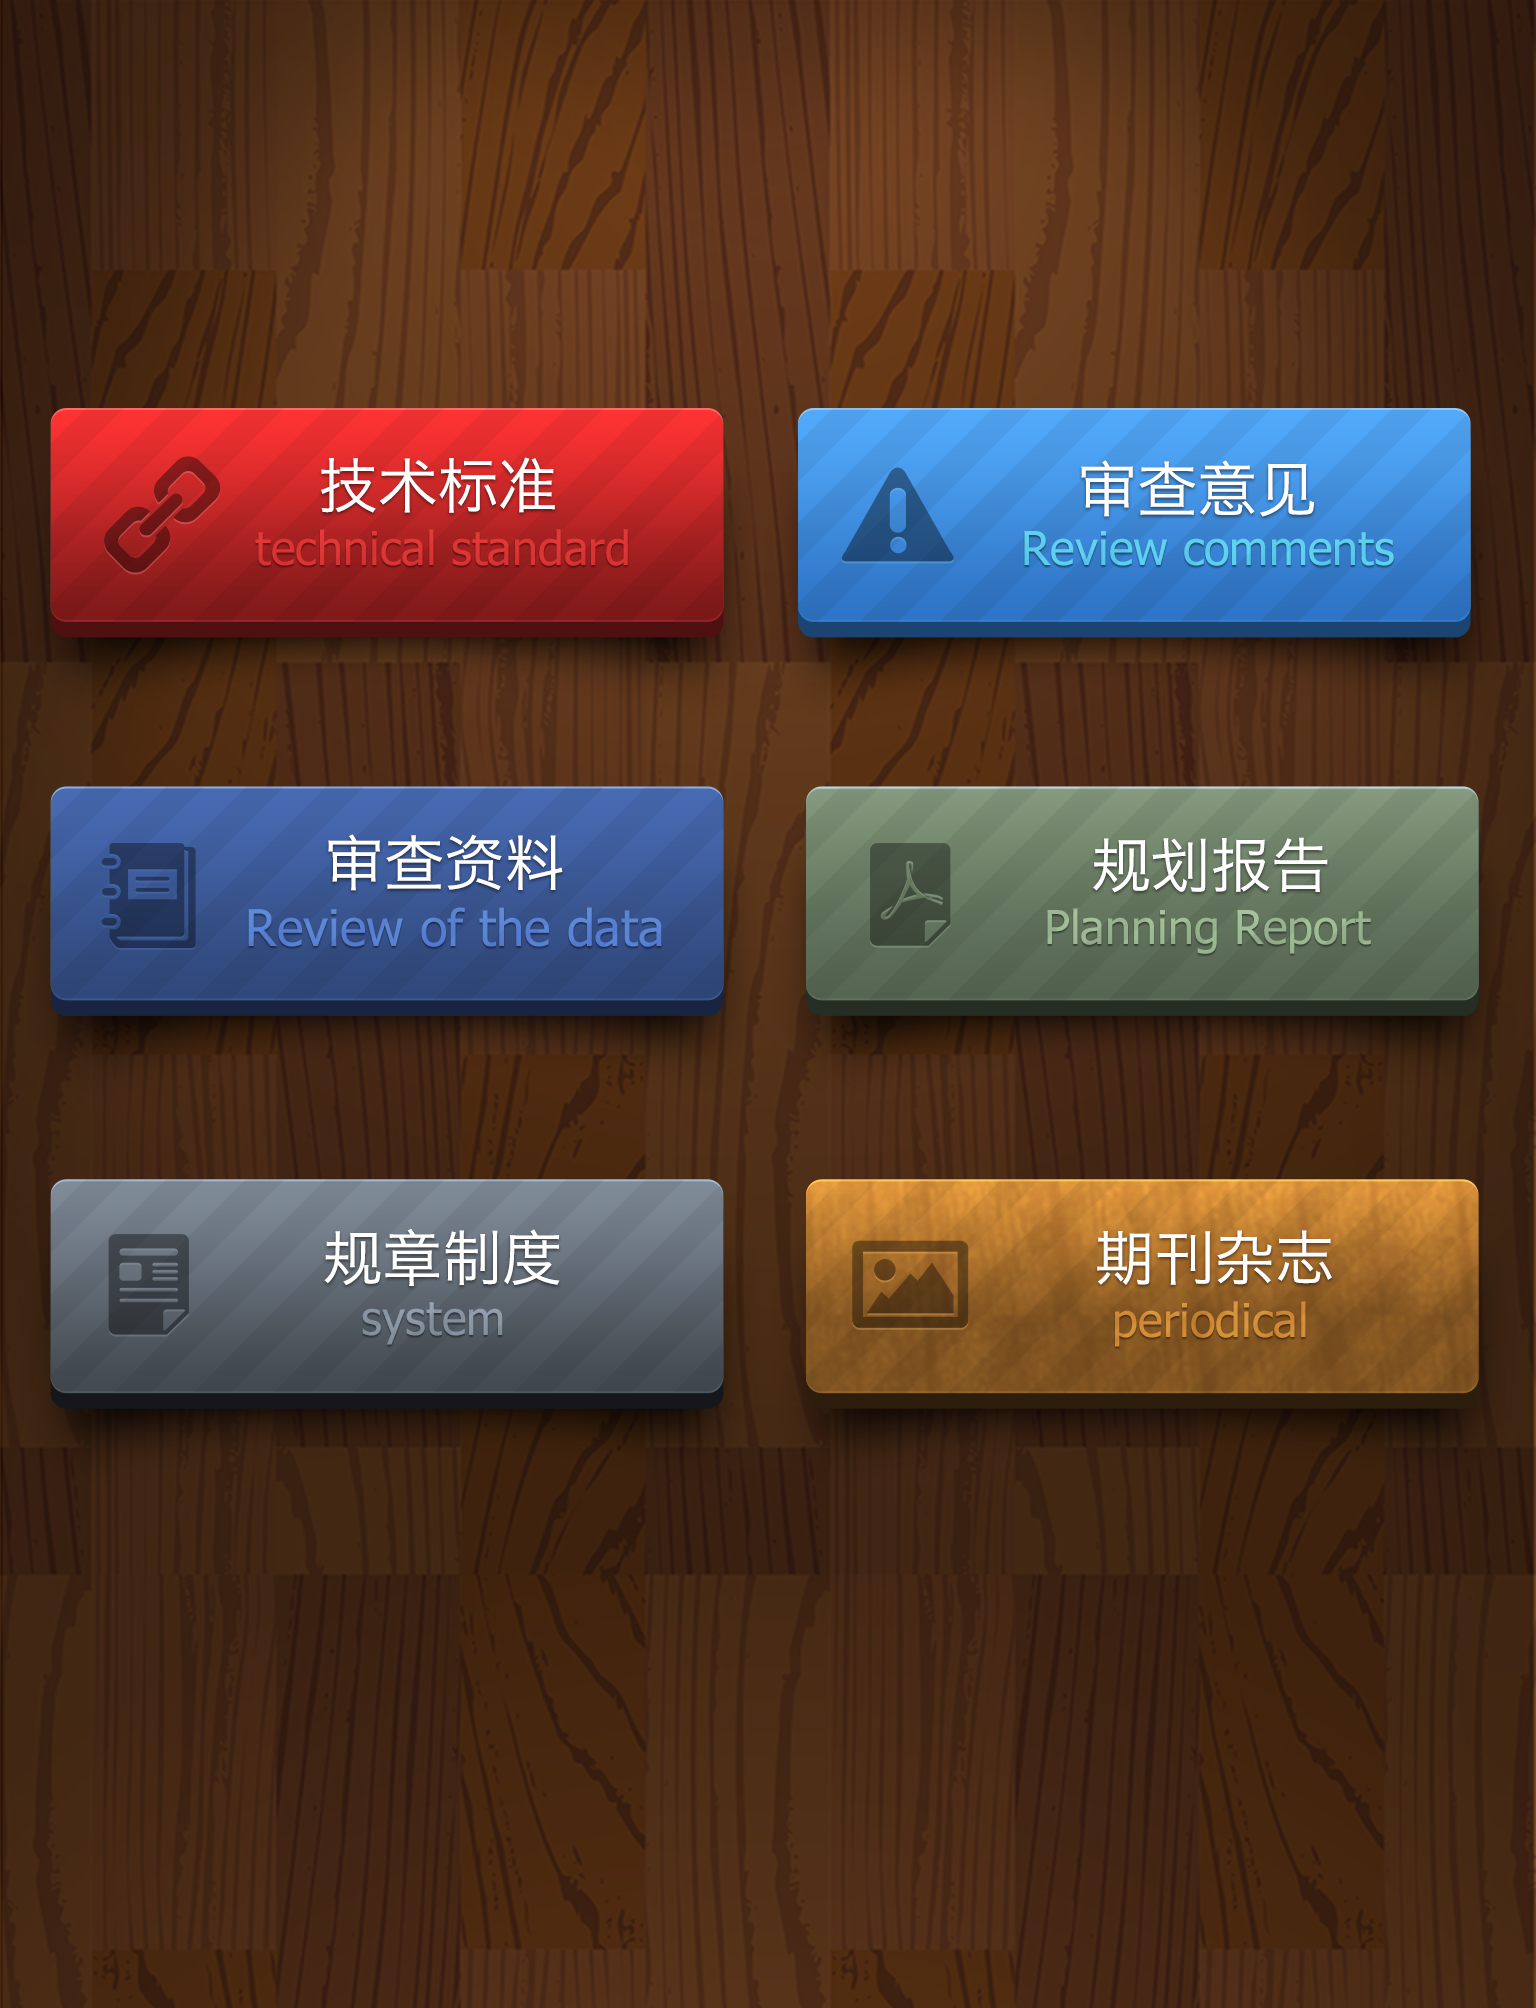 技术标准
technical standard
审查意见
Review comments
审查资料
Review of the data
规划报告
Planning Report
规章制度
system
期刊杂志
periodical